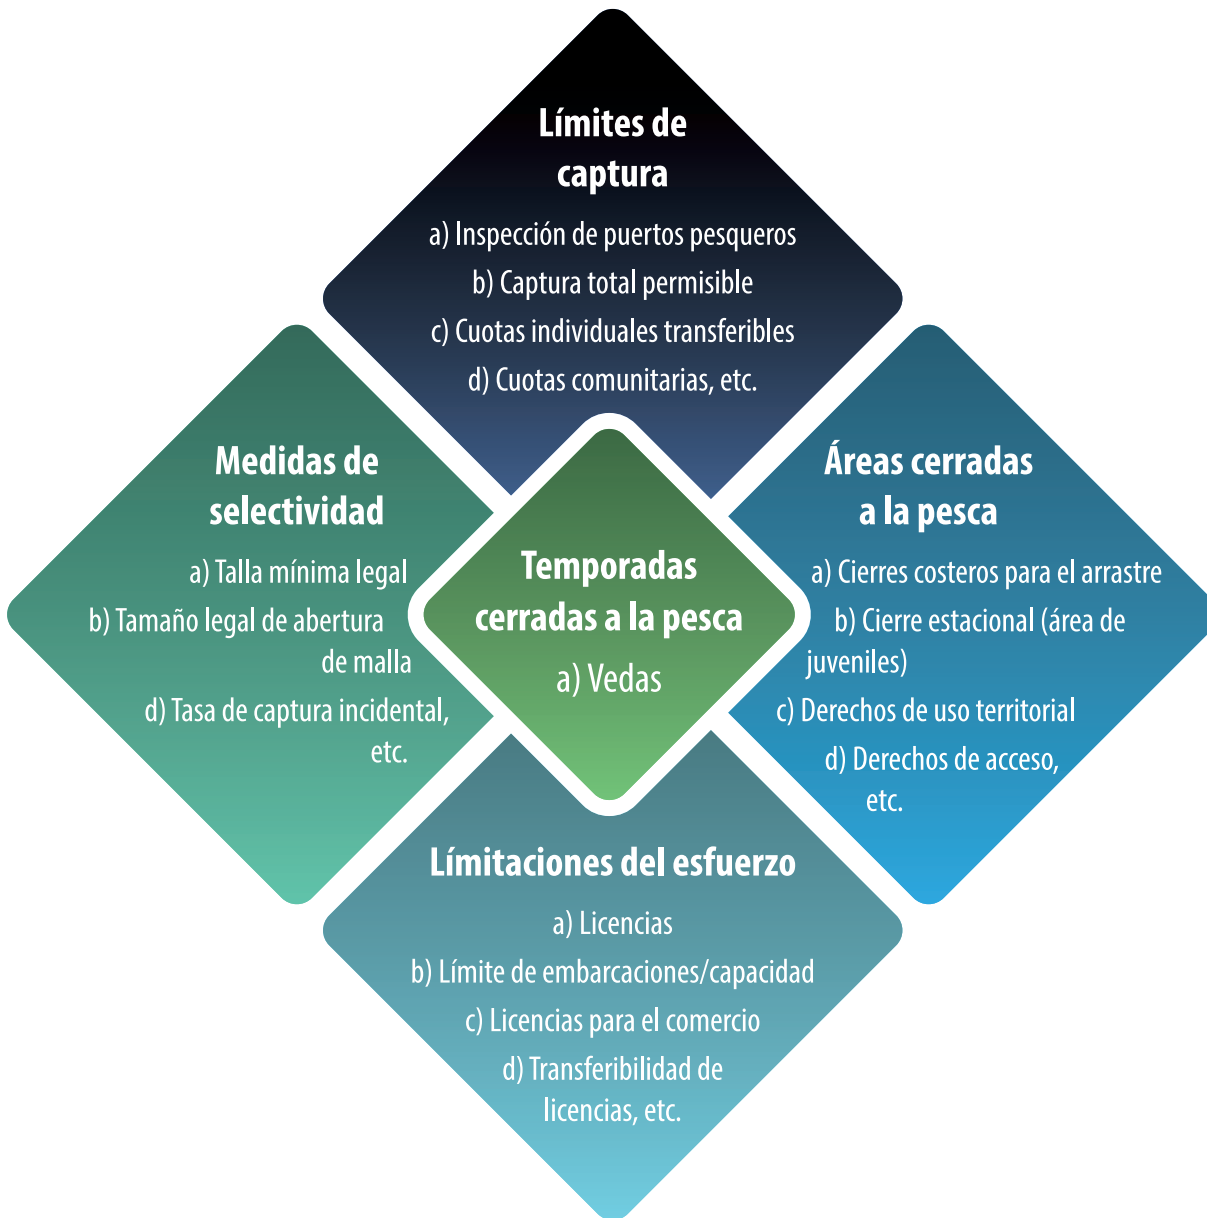 Límites de
captura
a) Inspección de puertos pesqueros
b) Captura total permisible
c) Cuotas individuales transferibles
d) Cuotas comunitarias, etc.
Medidas de
selectividad
a) Talla mínima legal
b) Tamaño legal de abertura
de malla
d) Tasa de captura incidental,
etc.
Temporadas
cerradas a la pesca
a) Vedas
Áreas cerradas
a la pesca
a) Cierres costeros para el arrastre
b) Cierre estacional (área de
juveniles)
c) Derechos de uso territorial
d) Derechos de acceso,
etc.
Límitaciones del esfuerzo
a) Licencias
b) Límite de embarcaciones/capacidad
c) Licencias para el comercio
d) Transferibilidad de
licencias, etc.